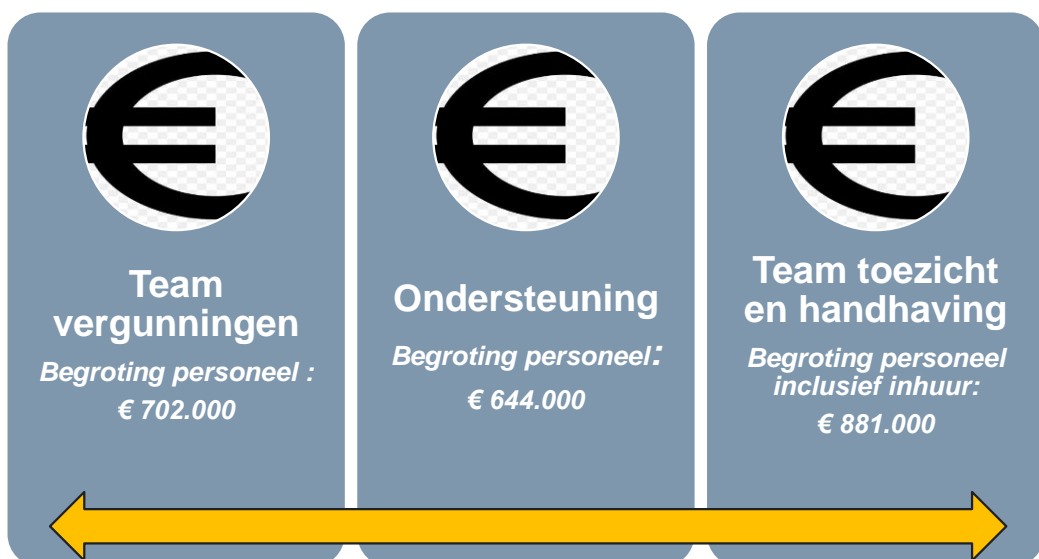 Team
vergunningen
Begroting personeel :
€ 702.000
Ondersteuning
Begroting personeel:
€ 644.000
Team toezicht
en handhaving
Begroting personeel
inclusief inhuur:
€ 881.000